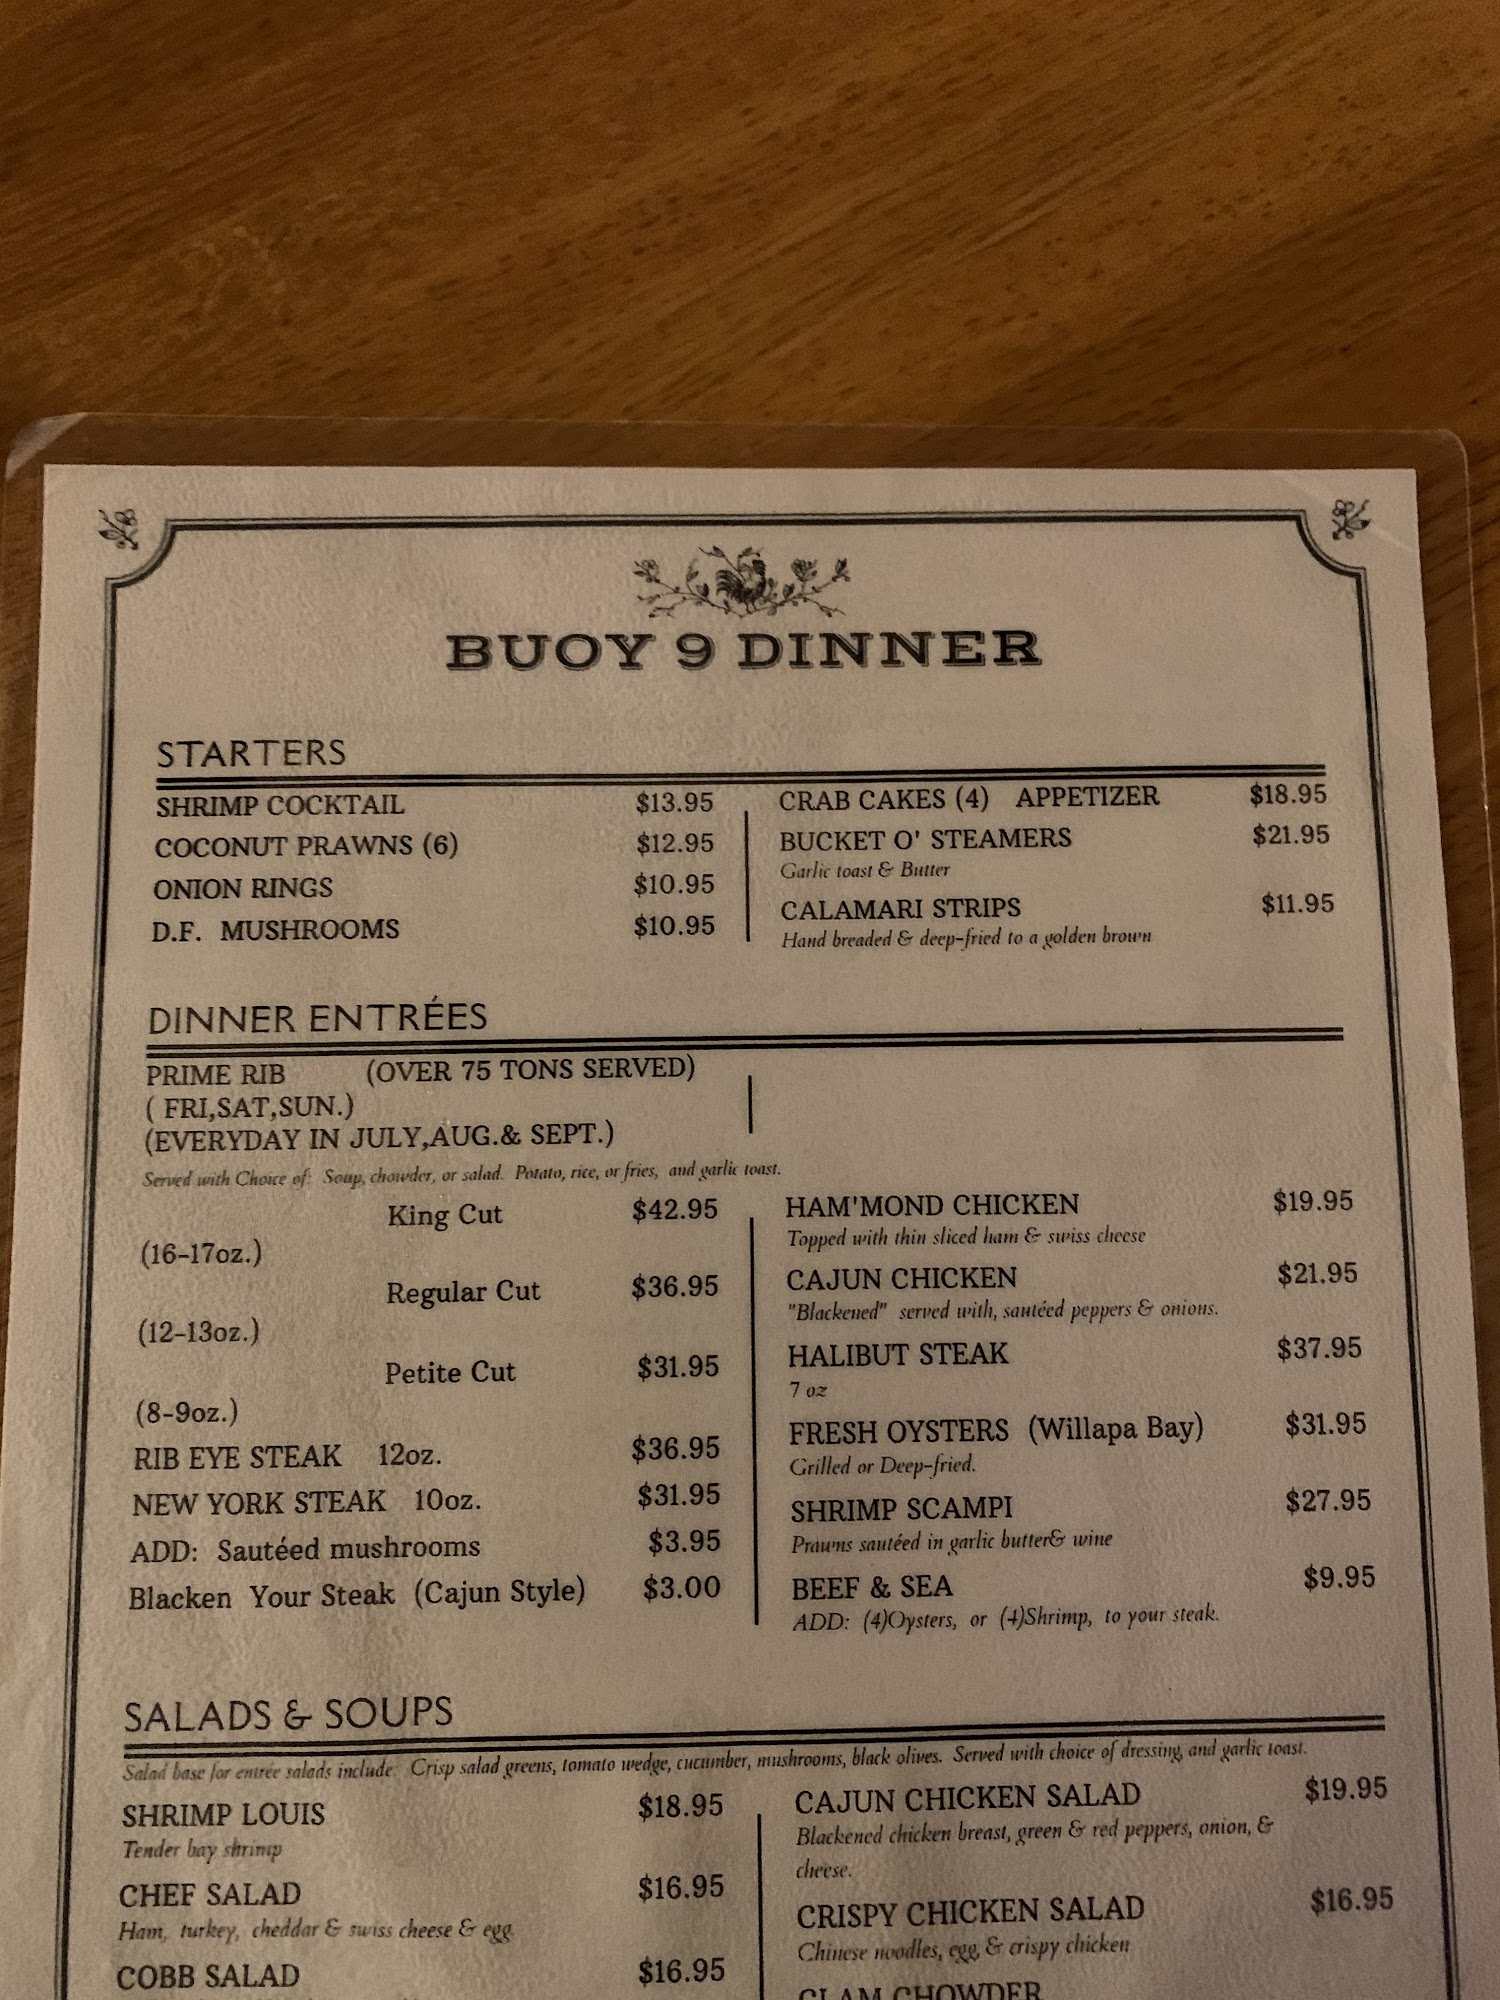 BUOY 9 DINNER
STARTERS
SHRIMP COCKTAIL $13.95
COCONUT PRAWNS (6) $12.95
ONION RINGS $10.95
D.F. MUSHROOMS $10.95
CRAB CAKES (4) APPETIZER $18.95
BUCKET O' STEAMERS $21.95
Garlic toast & Butter
CALAMARI STRIPS $11.95
Hand breaded & deep-fried to a golden brown
DINNER ENTRÉES
PRIME RIB (OVER 75 TONS SERVED)
( FRI,SAT,SUN.)
(EVERYDAY IN JULY,AUG.& SEPT.)
Served with Choice of: Soup, chowder, or salad. Potato, rice, or fries, and garlic toast.
King Cut $42.95
(16-17oz.)
Regular Cut $36.95
(12-13oz.)
Petite Cut $31.95
(8-9oz.)
RIB EYE STEAK 12oz. $36.95
NEW YORK STEAK 10oz. $31.95
ADD: Sautéed mushrooms $3.95
Blacken Your Steak (Cajun Style) $3.00
HAM'MOND CHICKEN $19.95
Topped with thin sliced ham & swiss cheese
CAJUN CHICKEN $21.95
"Blackened" served with, sautéed peppers & onions.
HALIBUT STEAK $37.95
7 oz
FRESH OYSTERS (Willapa Bay) $31.95
Grilled or Deep-fried.
SHRIMP SCAMPI $27.95
Prawns sautéed in garlic butter& wine
BEEF & SEA $9.95
ADD: (4)Oysters, or (4)Shrimp, to your steak.
SALADS & SOUPS
Salad base for entrée salads include: Crisp salad greens, tomato wedge, cucumber, mushrooms, black olives. Served with choice of dressing, and garlic toast.
SHRIMP LOUIS $18.95
Tender bay shrimp
CHEF SALAD $16.95
Ham, turkey, cheddar & swiss cheese & egg
COBB SALAD $16.95
CAJUN CHICKEN SALAD $19.95
Blackened chicken breast, green & red peppers, onion, &
cheese.
CRISPY CHICKEN SALAD $16.95
Chinese noodles, egg, & crispy chicken
CLAM CHOWDER